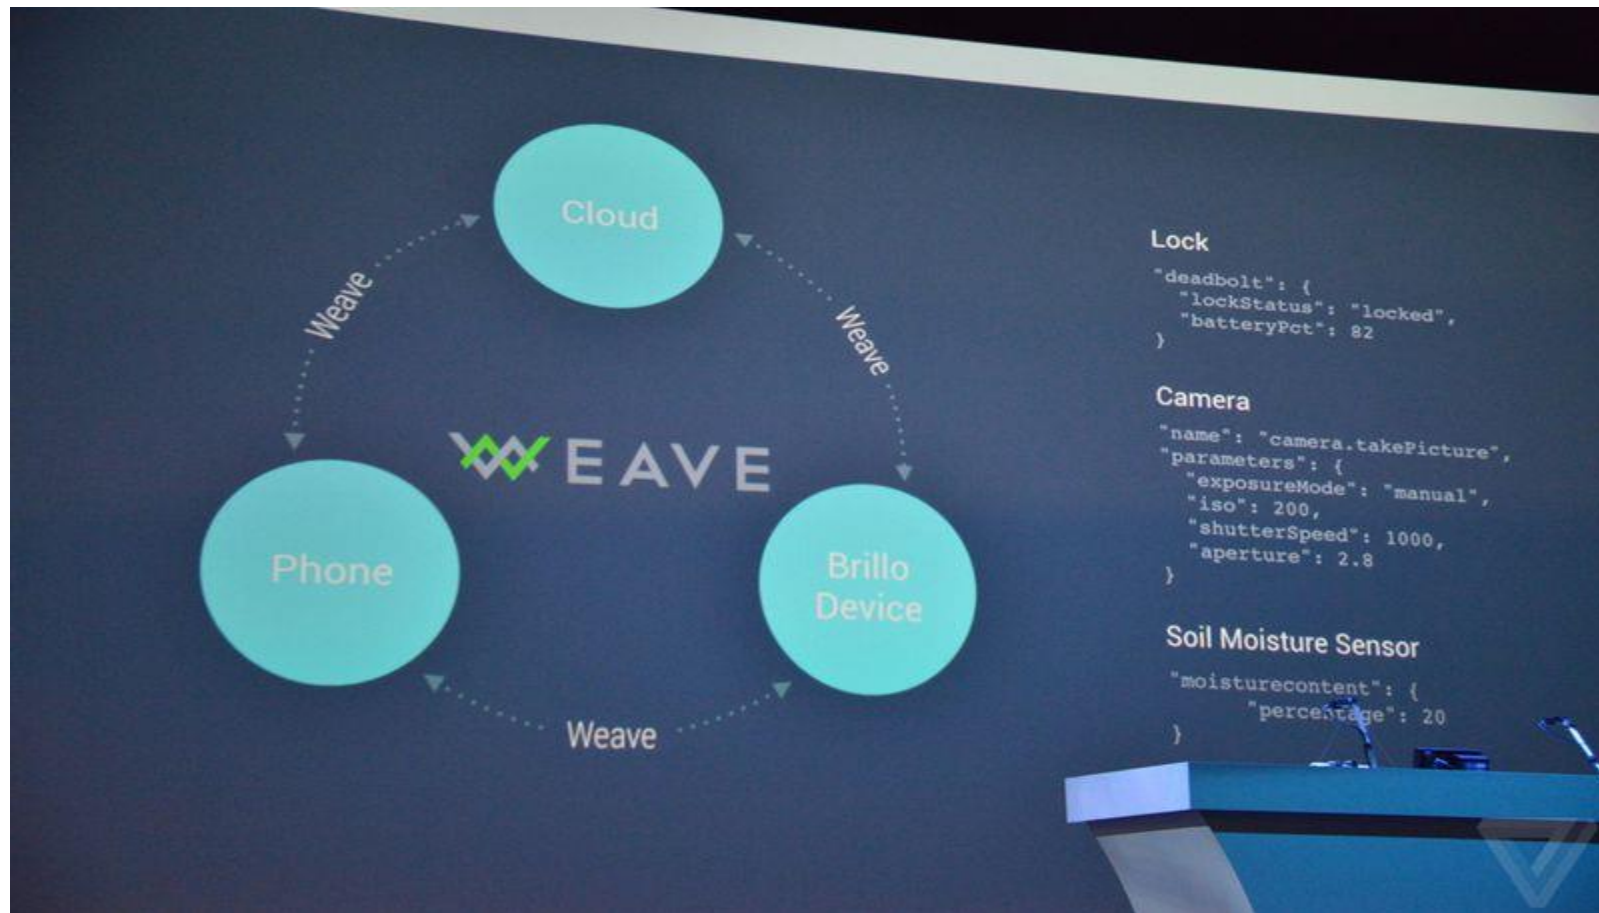 Cloud
Weave
Weave
WEAVE
Phone
Brillo
Device
Weave
Lock
"deadbolt": {
"lockStatus": "locked",
"batteryPct": 82
}
Camera
"name": "camera.takePicture",
"parameters": {
"exposureMode": "manual",
"iso": 200,
"shutterSpeed": 1000,
"aperture": 2.8
}
Soil Moisture Sensor
"moisturecontent": {
"percentage": 20
}